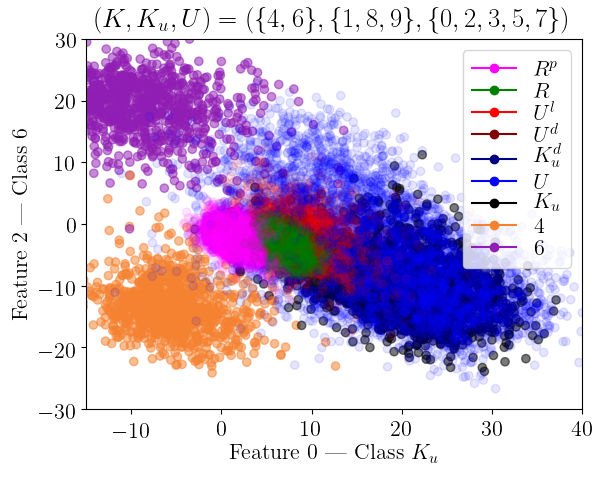 (K, K_u, U) = ({4, 6}, {1, 8, 9}, {0, 2, 3, 5, 7})
R^p
R
U^l
U^d
K_u^d
U
K_u
4
6
30
20
10
0
−10
−20
−30
Feature 2 — Class 6
−10 0 10 20 30 40
Feature 0 — Class K_u